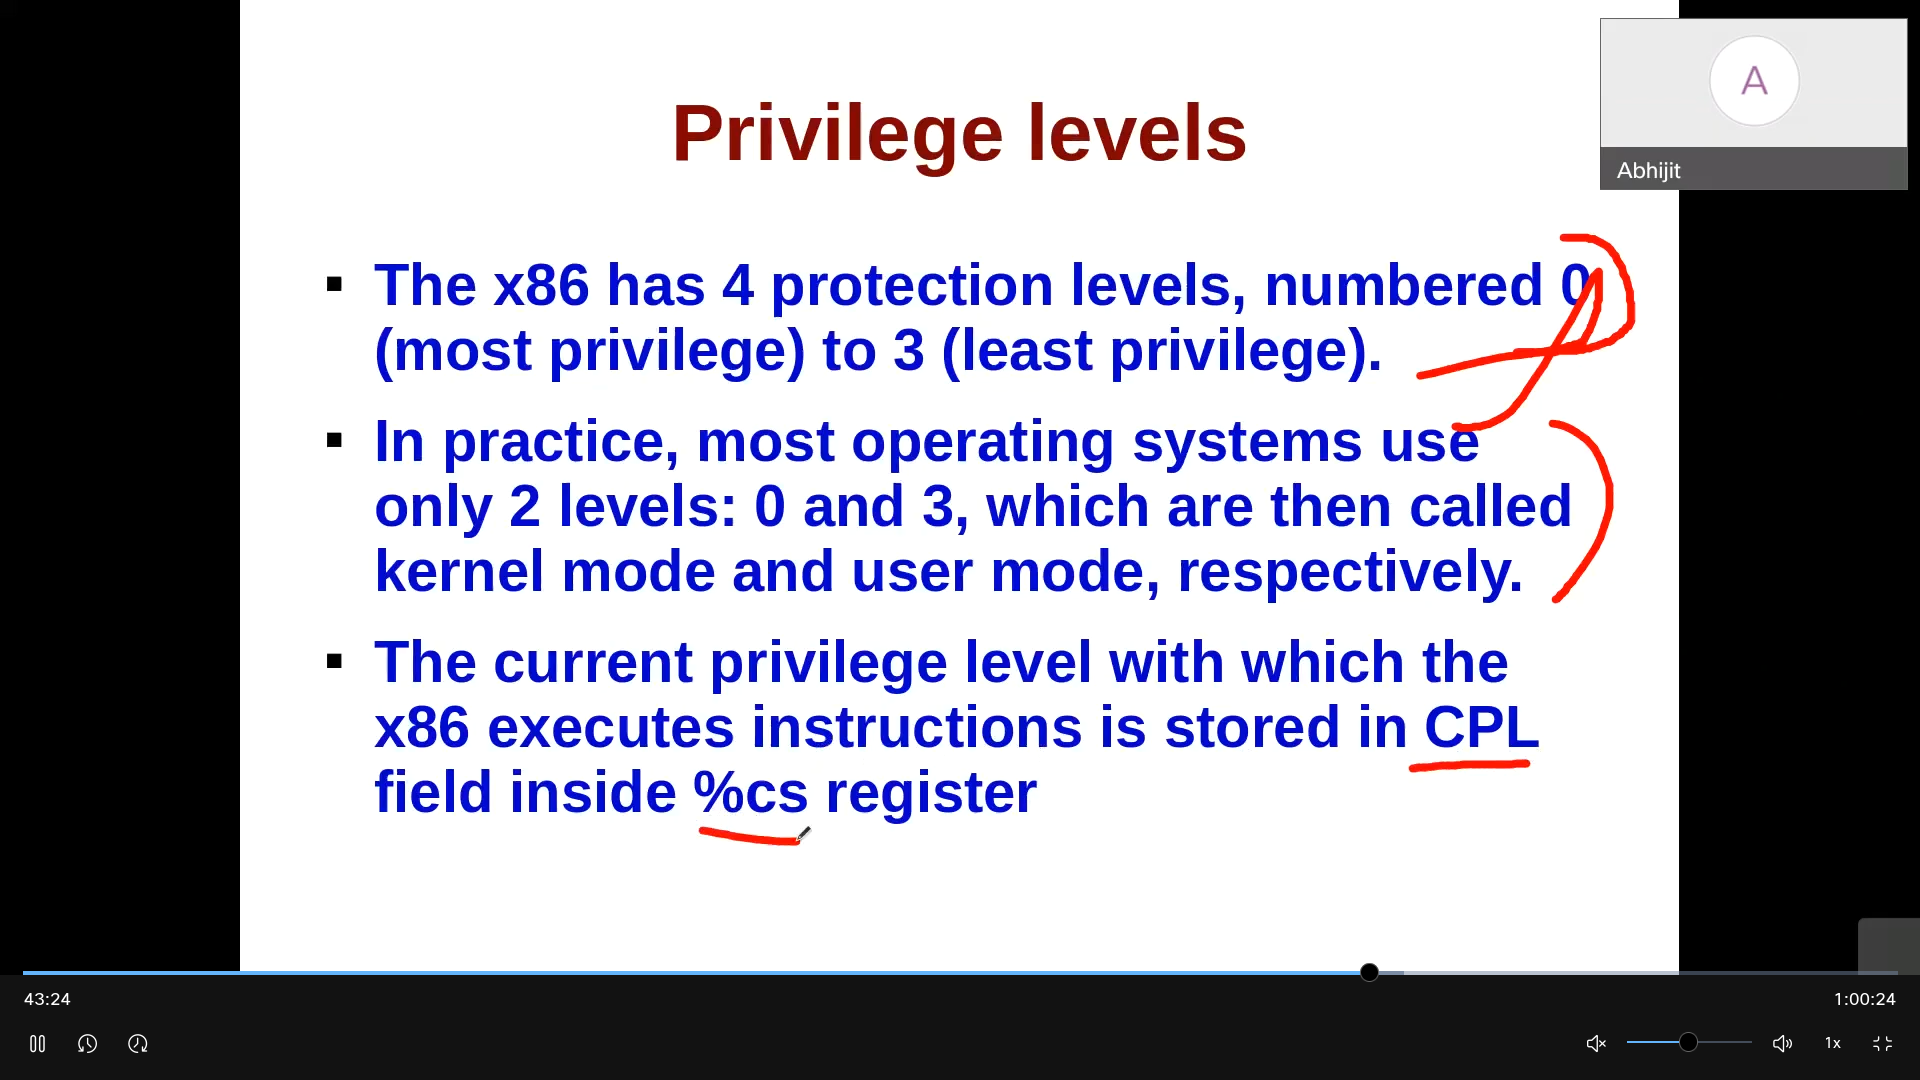 Privilege levels
A
Abhijit
▪ The x86 has 4 protection levels, numbered 0
(most privilege) to 3 (least privilege).
▪ In practice, most operating systems use
only 2 levels: 0 and 3, which are then called
kernel mode and user mode, respectively.
▪ The current privilege level with which the
x86 executes instructions is stored in CPL
field inside %cs register
43:24
1:00:24
1x